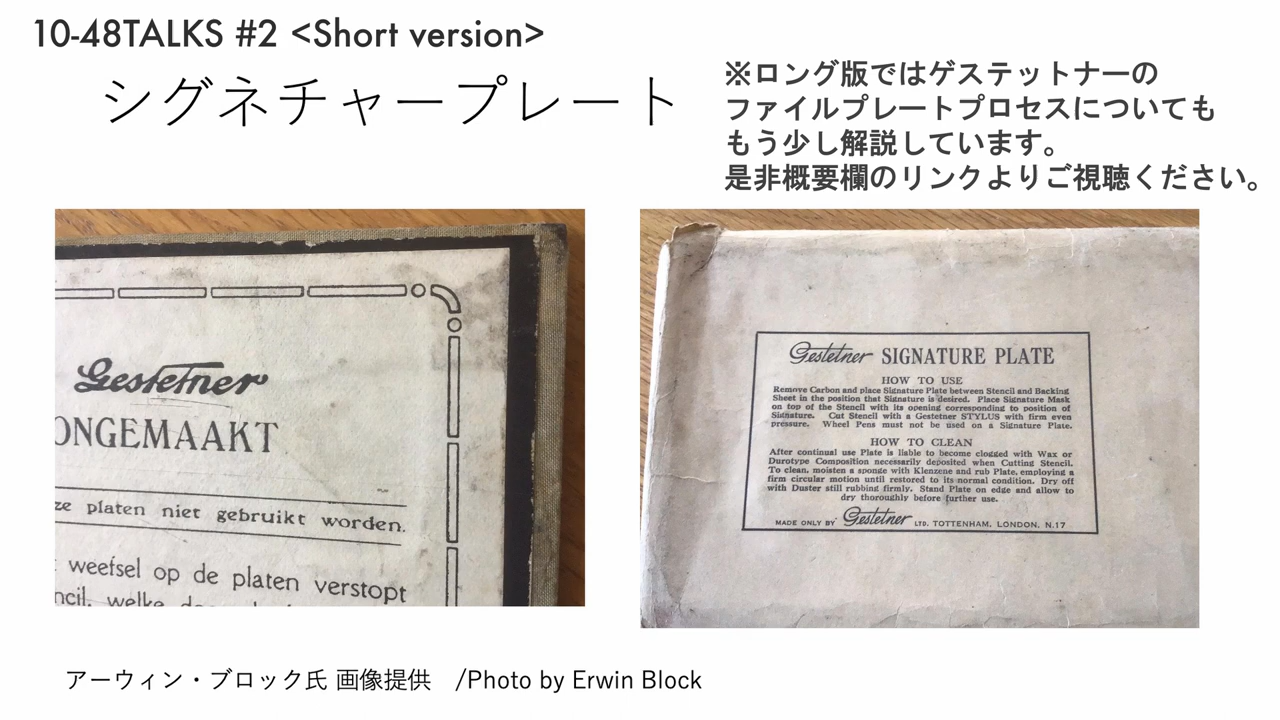 10-48TALKS #2 <Short version>
シグネチャープレート
※ロング版ではゲステットナーの
ファイルプレートプロセスについても
もう少し解説しています。
是非概要欄のリンクよりご視聴ください。
Gestetner
ONGEMAAKT
ze platen niet gebruikt worden.
weefsel op de platen verstopt
ncil, welke
Gestetner SIGNATURE PLATE
HOW TO USE
Remove Carbon and place Signature Plate between Stencil and Backing
Sheet in the position that Signature is desired. Place Signature Mask
on top of the Stencil with its opening corresponding to position of
Signature. Cut Stencil with a Gestetner STYLUS with firm even
pressure. Wheel Pens must not be used on a Signature Plate.
HOW TO CLEAN
After continual use Plate is liable to become clogged with Wax or
Durotype Composition necessarily deposited when Cutting Stencil.
To clean, moisten a sponge with Klenzene and rub Plate, employing a
firm circular motion until restored to its normal condition. Dry off
with Duster still rubbing firmly. Stand Plate on edge and allow to
dry thoroughly before further use.
MADE ONLY BY Gestetner LTD. TOTTENHAM, LONDON, N.17
アーウィン・ブロック氏 画像提供 /Photo by Erwin Block